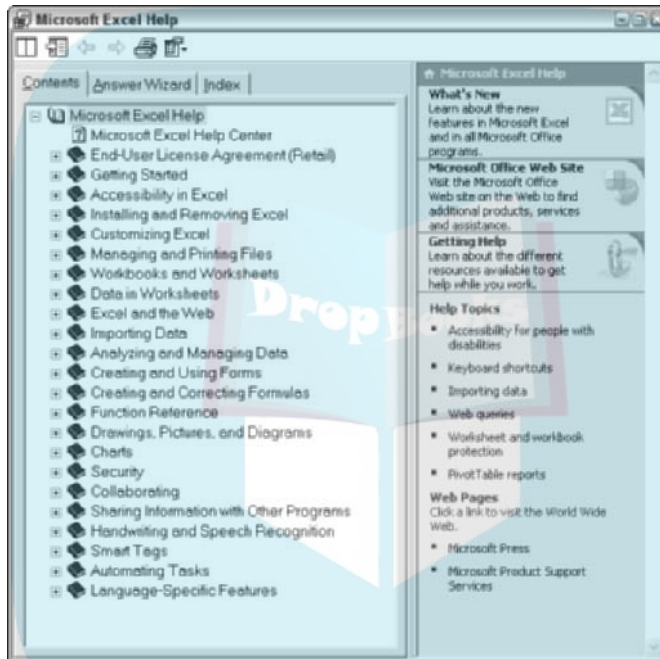 Microsoft Excel Help
Contents
Answer Wizard
Index
Microsoft Excel Help
Microsoft Excel Help Center
End-User License Agreement (Retail)
Getting Started
Accessibility in Excel
Installing and Removing Excel
Customizing Excel
Managing and Printing Files
Workbooks and Worksheets
Data in Worksheets
Excel and the Web
Importing Data
Analyzing and Managing Data
Creating and Using Forms
Creating and Correcting Formulas
Function Reference
Drawings, Pictures, and Diagrams
Charts
Security
Collaborating
Sharing Information with Other Programs
Handwriting and Speech Recognition
Smart Tags
Automating Tasks
Language-Specific Features
Microsoft Excel Help
What's New
Learn about the new
features in Microsoft Excel
and in all Microsoft Office
programs.
Microsoft Office Web Site
Visit the Microsoft Office
Web site on the Web to find
additional products, services
and assistance.
Getting Help
Learn about the different
resources available to get
help while you work.
Help Topics
Accessibility for people with
disabilities
Keyboard shortcuts
Importing data
Web queries
Worksheet and workbook
protection
PivotTable reports
Web Pages
Click a link to visit the World Wide
Web.
Microsoft Press
Microsoft Product Support
Services
DropBooks